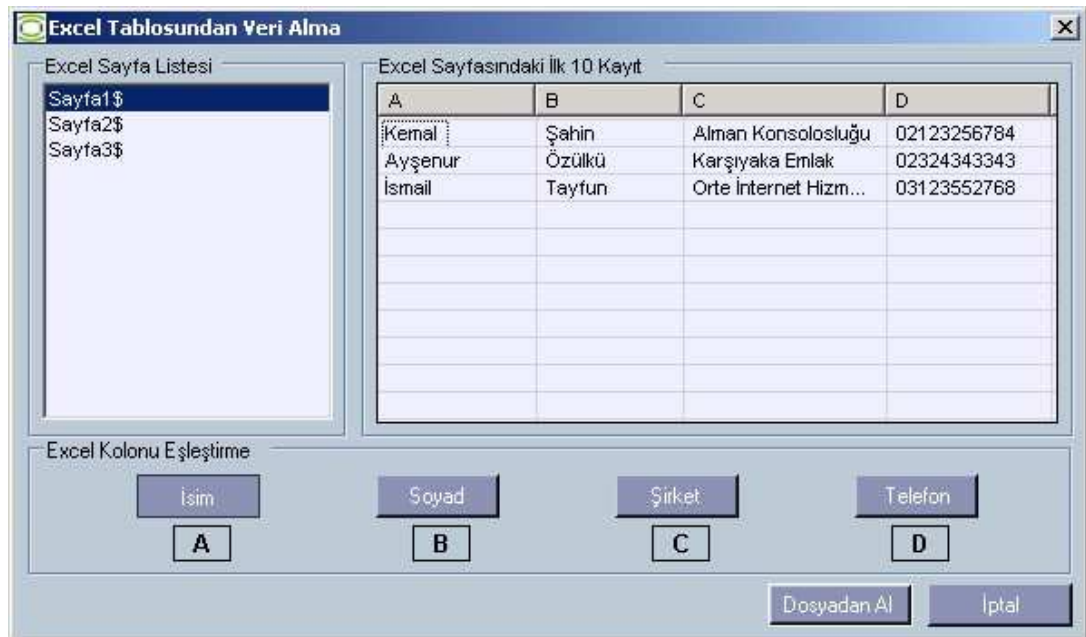 Excel Tablosundan Veri Alma
Excel Sayfa Listesi
Sayfa1$
Sayfa2$
Sayfa3$
Excel Sayfasındaki İlk 10 Kayıt
A B C D
Kemal Şahin Alman Konsolosluğu 02123256784
Ayşenur Özülkü Karşıyaka Emlak 02324343343
İsmail Tayfun Orte İnternet Hizm... 03123552768
Excel Kolonu Eşleştirme
İsim Soyad Şirket Telefon
A B C D
Dosyadan Al İptal